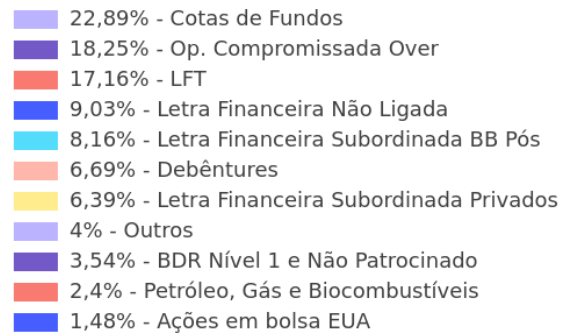 22,89% - Cotas de Fundos
18,25% - Op. Compromissada Over
17,16% - LFT
9,03% - Letra Financeira Não Ligada
8,16% - Letra Financeira Subordinada BB Pós
6,69% - Debêntures
6,39% - Letra Financeira Subordinada Privados
4% - Outros
3,54% - BDR Nível 1 e Não Patrocinado
2,4% - Petróleo, Gás e Biocombustíveis
1,48% - Ações em bolsa EUA